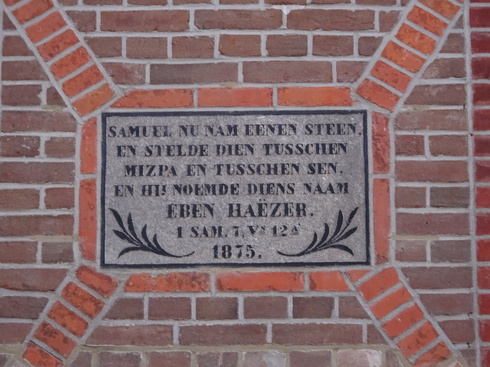 SAMUEL NU NAM EENEN STEEN,
EN STELDE DIEN TUSSCHEN
MIZPA EN TUSSCHEN SEN.
EN HIJ NOEMDE DIENS NAAM
EBEN HAËZER.
1 SAM. 7, Vs 12a
1875.